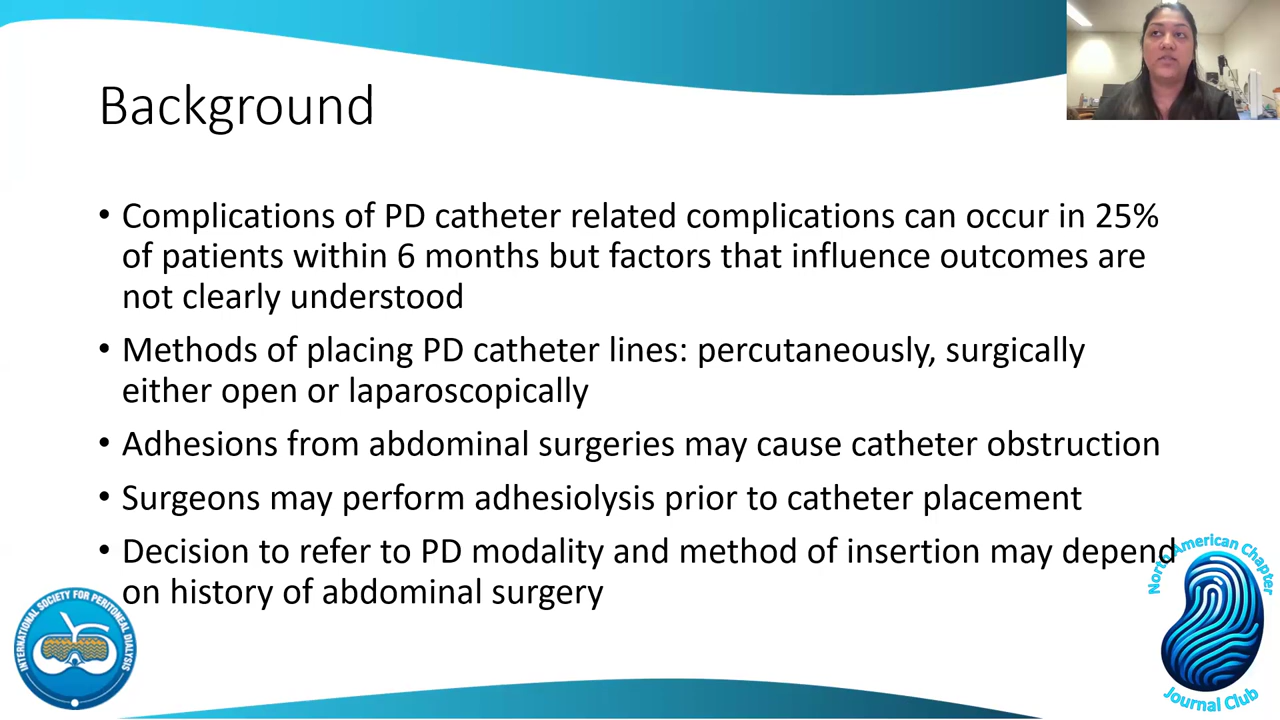 Background
• Complications of PD catheter related complications can occur in 25%
of patients within 6 months but factors that influence outcomes are
not clearly understood
• Methods of placing PD catheter lines: percutaneously, surgically
either open or laparoscopically
• Adhesions from abdominal surgeries may cause catheter obstruction
• Surgeons may perform adhesiolysis prior to catheter placement
• Decision to refer to PD modality and method of insertion may depend
on history of abdominal surgery
INTERNATIONAL SOCIETY FOR PERITONEAL DIALYSIS
North American Chapter
Journal Club